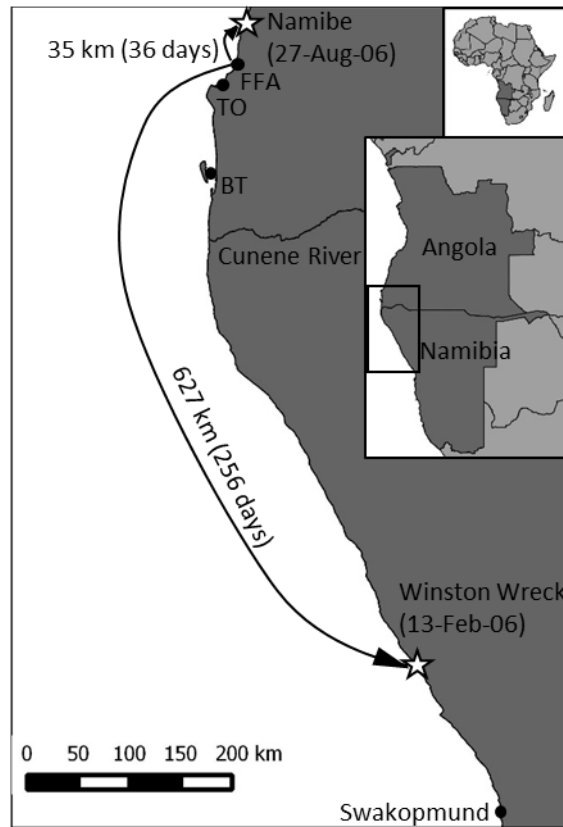 Namibe
(27-Aug-06)
35 km (36 days)
FFA
TO
BT
Cunene River
Angola
Namibia
627 km (256 days)
Winston Wreck
(13-Feb-06)
0 50 100 150 200 km
Swakopmund